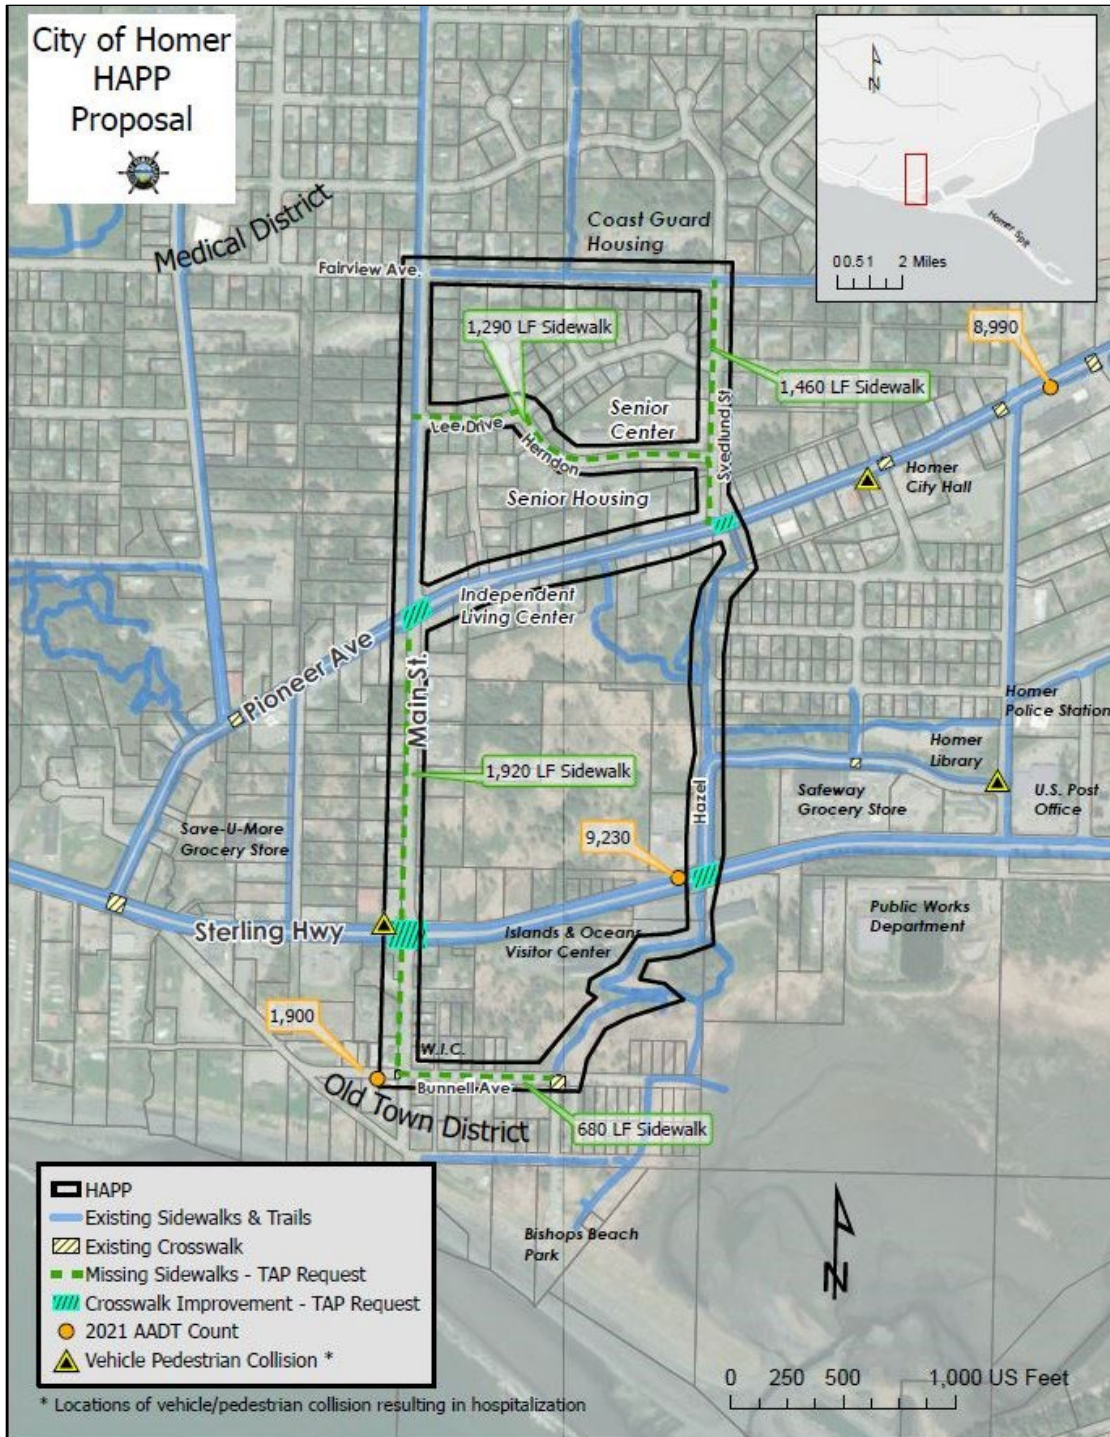 City of Homer
HAPP
Proposal
N
Homer Spit
0 0.5 1 2 Miles
Medical District
Coast Guard
Housing
Fairview Ave.
8,990
1,290 LF Sidewalk
1,460 LF Sidewalk
Lee Drive
Herndon
Senior
Center
Svedlund St
Senior Housing
Homer
City Hall
Independent
Living Center
Pioneer Ave
Main St.
Homer
Police Station
Homer
Library
1,920 LF Sidewalk
Hazel
Safeway
Grocery Store
U.S. Post
Office
Save-U-More
Grocery Store
9,230
Sterling Hwy
Islands & Oceans
Visitor Center
Public Works
Department
1,900
W.I.C.
Bunnell Ave
Old Town District
680 LF Sidewalk
Bishops Beach
Park
N
HAPP
Existing Sidewalks & Trails
Existing Crosswalk
Missing Sidewalks - TAP Request
Crosswalk Improvement - TAP Request
2021 AADT Count
Vehicle Pedestrian Collision *
0 250 500 1,000 US Feet
* Locations of vehicle/pedestrian collision resulting in hospitalization